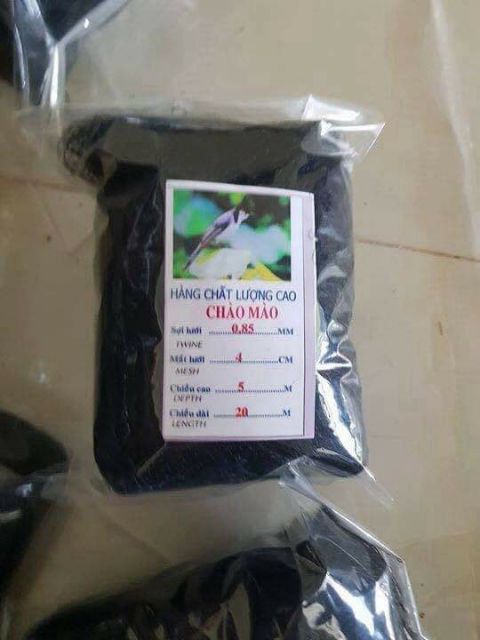 HÀNG CHẤT LƯỢNG CAO
CHÀO MÀO
Sợi lưới ..........0,85..........MM
TWINE
Mắt lưới ..........4..........CM
MESH
Chiều cao ..........5..........M
DEPTH
Chiều dài ..........20..........M
LENGTH